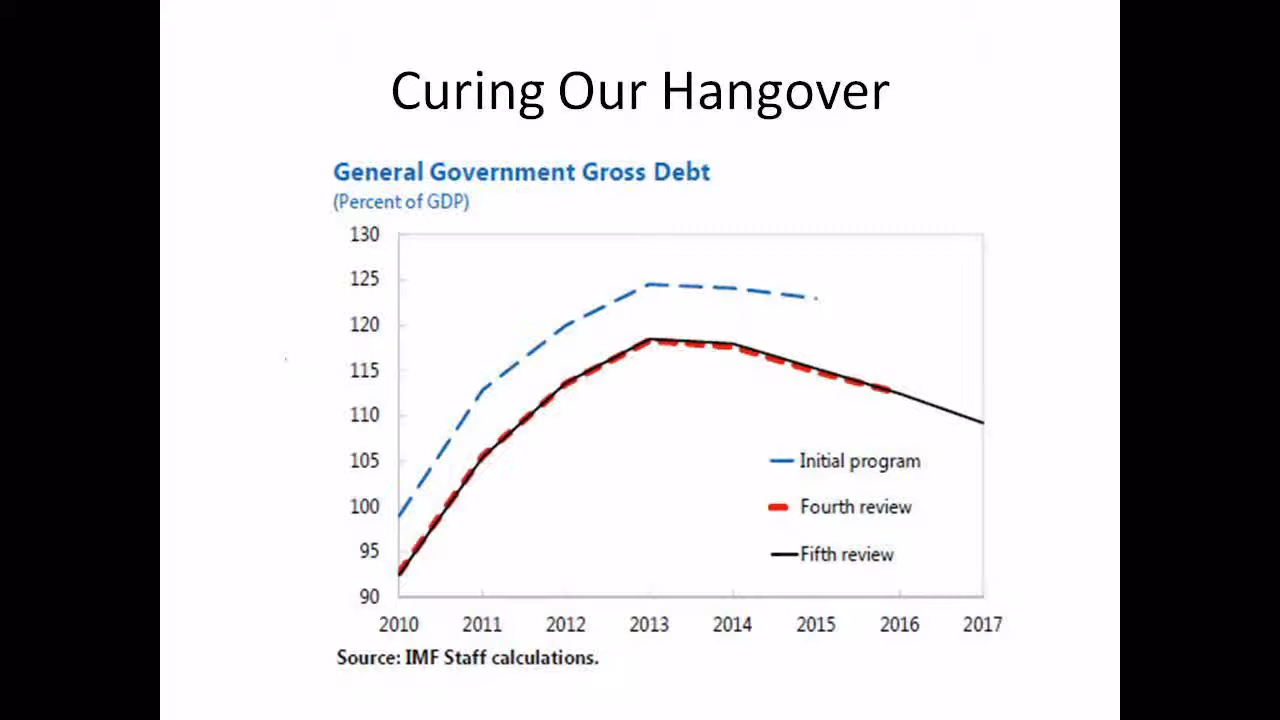 Curing Our Hangover
General Government Gross Debt
(Percent of GDP)
130
125
120
115
110
105
100
95
90
Initial program
Fourth review
Fifth review
2010 2011 2012 2013 2014 2015 2016 2017
Source: IMF Staff calculations.